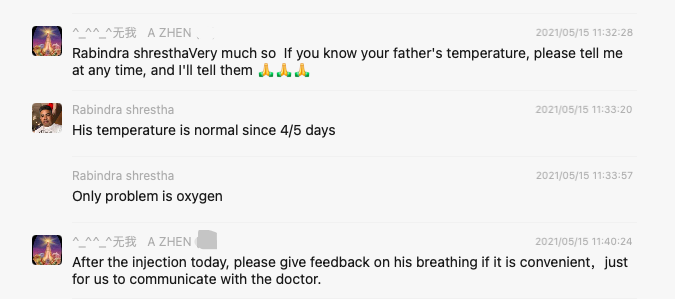 ^_^^_^无我 A ZHEN 2021/05/15 11:32:28
Rabindra shresthaVery much so If you know your father's temperature, please tell me
at any time, and I'll tell them 🙏🙏🙏
Rabindra shrestha 2021/05/15 11:33:20
His temperature is normal since 4/5 days
Rabindra shrestha 2021/05/15 11:33:57
Only problem is oxygen
^_^^_^无我 A ZHEN 2021/05/15 11:40:24
After the injection today, please give feedback on his breathing if it is convenient，just
for us to communicate with the doctor.